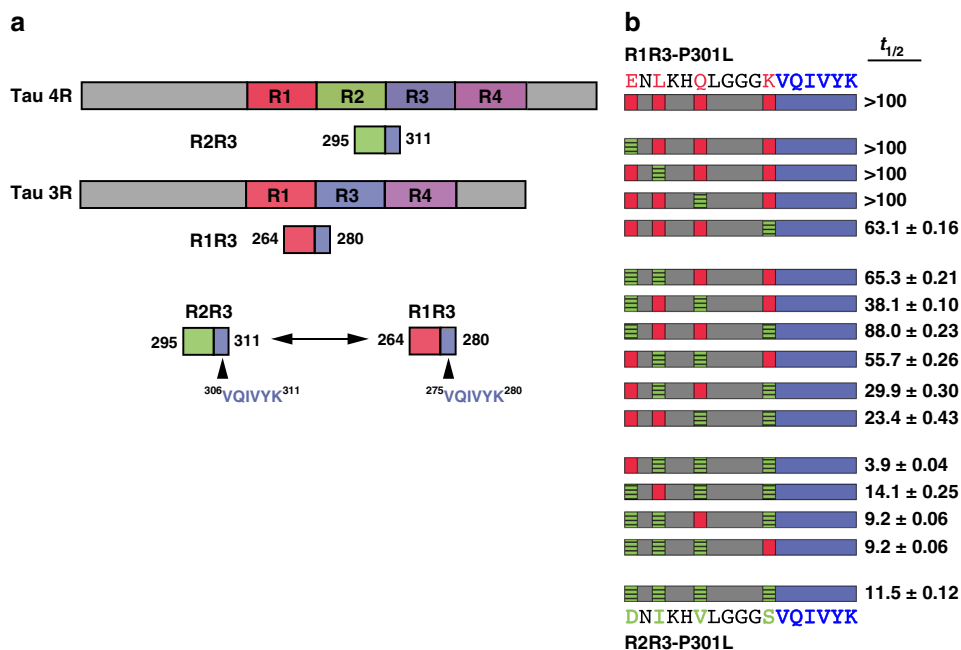 a
Tau 4R R1 R2 R3 R4
R2R3 295 311
Tau 3R R1 R3 R4
R1R3 264 280
R2R3 R1R3
295 311 264 280
³⁰⁶VQIVYK³¹¹ ²⁷⁵VQIVYK²⁸⁰
b
R1R3-P301L t1/2
ENLKHQLGGGKVQIVYK
>100
>100
>100
>100
63.1 ± 0.16
65.3 ± 0.21
38.1 ± 0.10
88.0 ± 0.23
55.7 ± 0.26
29.9 ± 0.30
23.4 ± 0.43
3.9 ± 0.04
14.1 ± 0.25
9.2 ± 0.06
9.2 ± 0.06
11.5 ± 0.12
DNIKHVLGGGSVQIVYK
R2R3-P301L